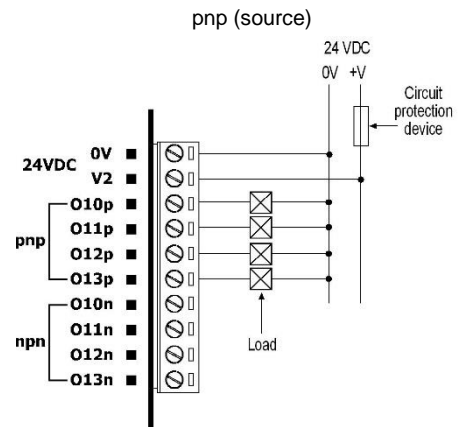 pnp (source)
24 VDC
0V +V
Circuit
protection
device
24VDC
0V
V2
pnp
O10p
O11p
O12p
O13p
npn
O10n
O11n
O12n
O13n
Load